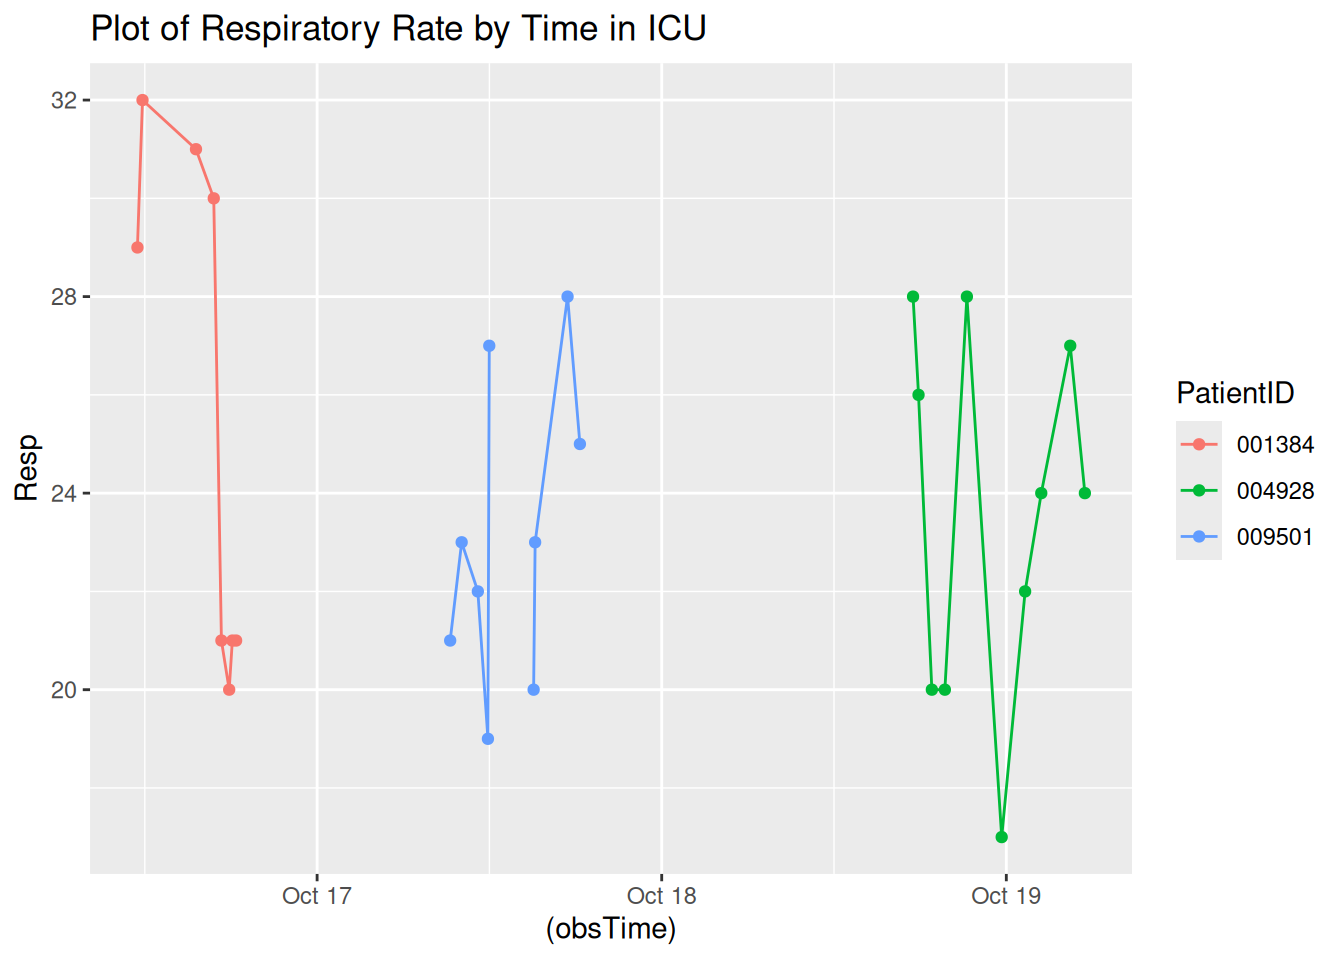 Plot of Respiratory Rate by Time in ICU
32
28
24
20
Resp
Oct 17
Oct 18
Oct 19
(obsTime)
PatientID
001384
004928
009501